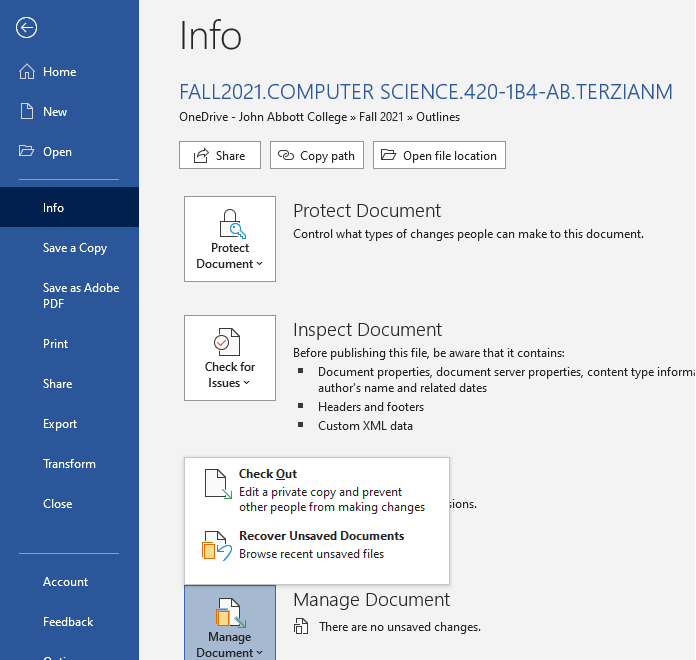 Info
FALL2021.COMPUTER SCIENCE.420-1B4-AB.TERZIANM
OneDrive - John Abbott College » Fall 2021 » Outlines
Share
Copy path
Open file location
Home
New
Open
Info
Save a Copy
Save as Adobe
PDF
Print
Share
Export
Transform
Close
Account
Feedback
Protect
Document
Protect Document
Control what types of changes people can make to this document.
Check for
Issues
Inspect Document
Before publishing this file, be aware that it contains:
Document properties, document server properties, content type
author's name and related dates
Headers and footers
Custom XML data
Check Out
Edit a private copy and prevent
other people from making changes
Recover Unsaved Documents
Browse recent unsaved files
Manage
Document
Manage Document
There are no unsaved changes.